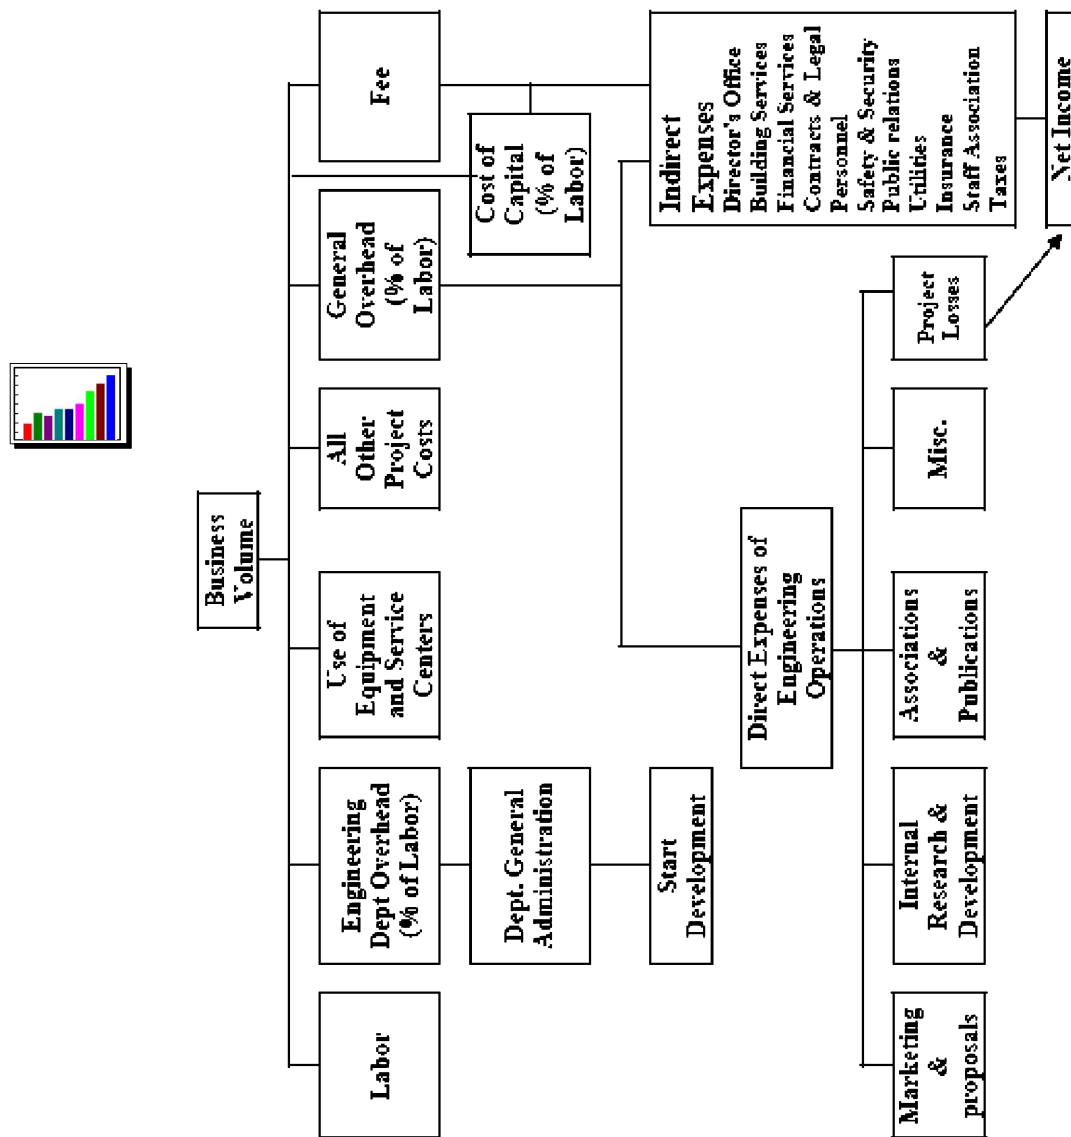 Business
Volume
Labor
Engineering
Dept Overhead
(% of Labor)
Use of
Equipment
and Service
Centers
All
Other
Project
Costs
General
Overhead
(% of
Labor)
Fee
Dept. General
Administration
Cost of
Capital
(% of
Labor)
Start
Development
Indirect
Expenses
Director's Office
Building Services
Financial Services
Contracts & Legal
Personnel
Safety & Security
Public relations
Utilities
Insurance
Staff Association
Taxes
Direct Expenses of
Engineering
Operations
Marketing
&
proposals
Internal
Research &
Development
Associations
&
Publications
Misc.
Project
Losses
Net Income